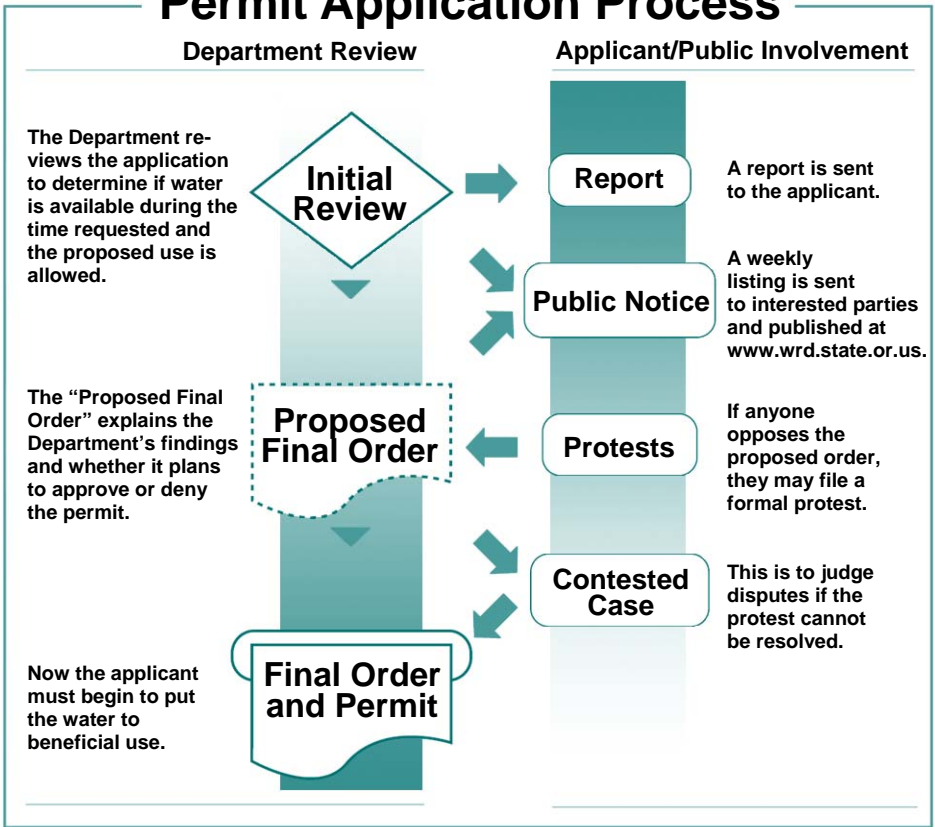 Permit Application Process
Department Review
Applicant/Public Involvement
The Department re-
views the application
to determine if water
is available during the
time requested and
the proposed use is
allowed.
Initial
Review
Report
A report is sent
to the applicant.
Public Notice
A weekly
listing is sent
to interested parties
and published at
www.wrd.state.or.us.
The “Proposed Final
Order” explains the
Department’s findings
and whether it plans
to approve or deny
the permit.
Proposed
Final Order
Protests
If anyone
opposes the
proposed order,
they may file a
formal protest.
Contested
Case
This is to judge
disputes if the
protest cannot
be resolved.
Now the applicant
must begin to put
the water to
beneficial use.
Final Order
and Permit